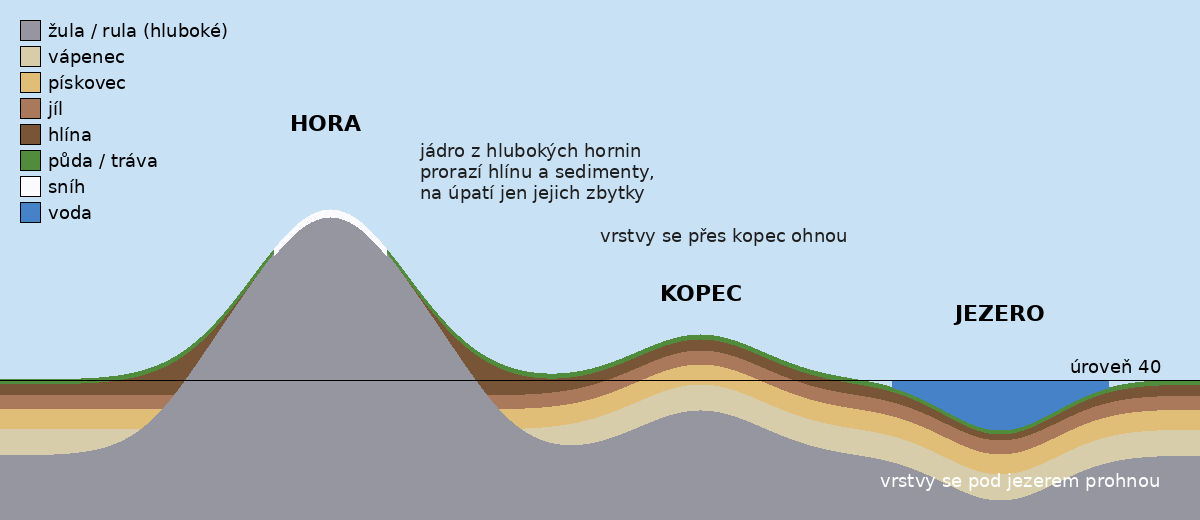 žula / rula (hluboké)
vápenec
pískovec
jíl
hlína
půda / tráva
sníh
voda
HORA
jádro z hlubokých hornin
prorazí hlínu a sedimenty,
na úpatí jen jejich zbytky
vrstvy se přes kopec ohnou
KOPEC
JEZERO
úroveň 40
vrstvy se pod jezerem prohnou